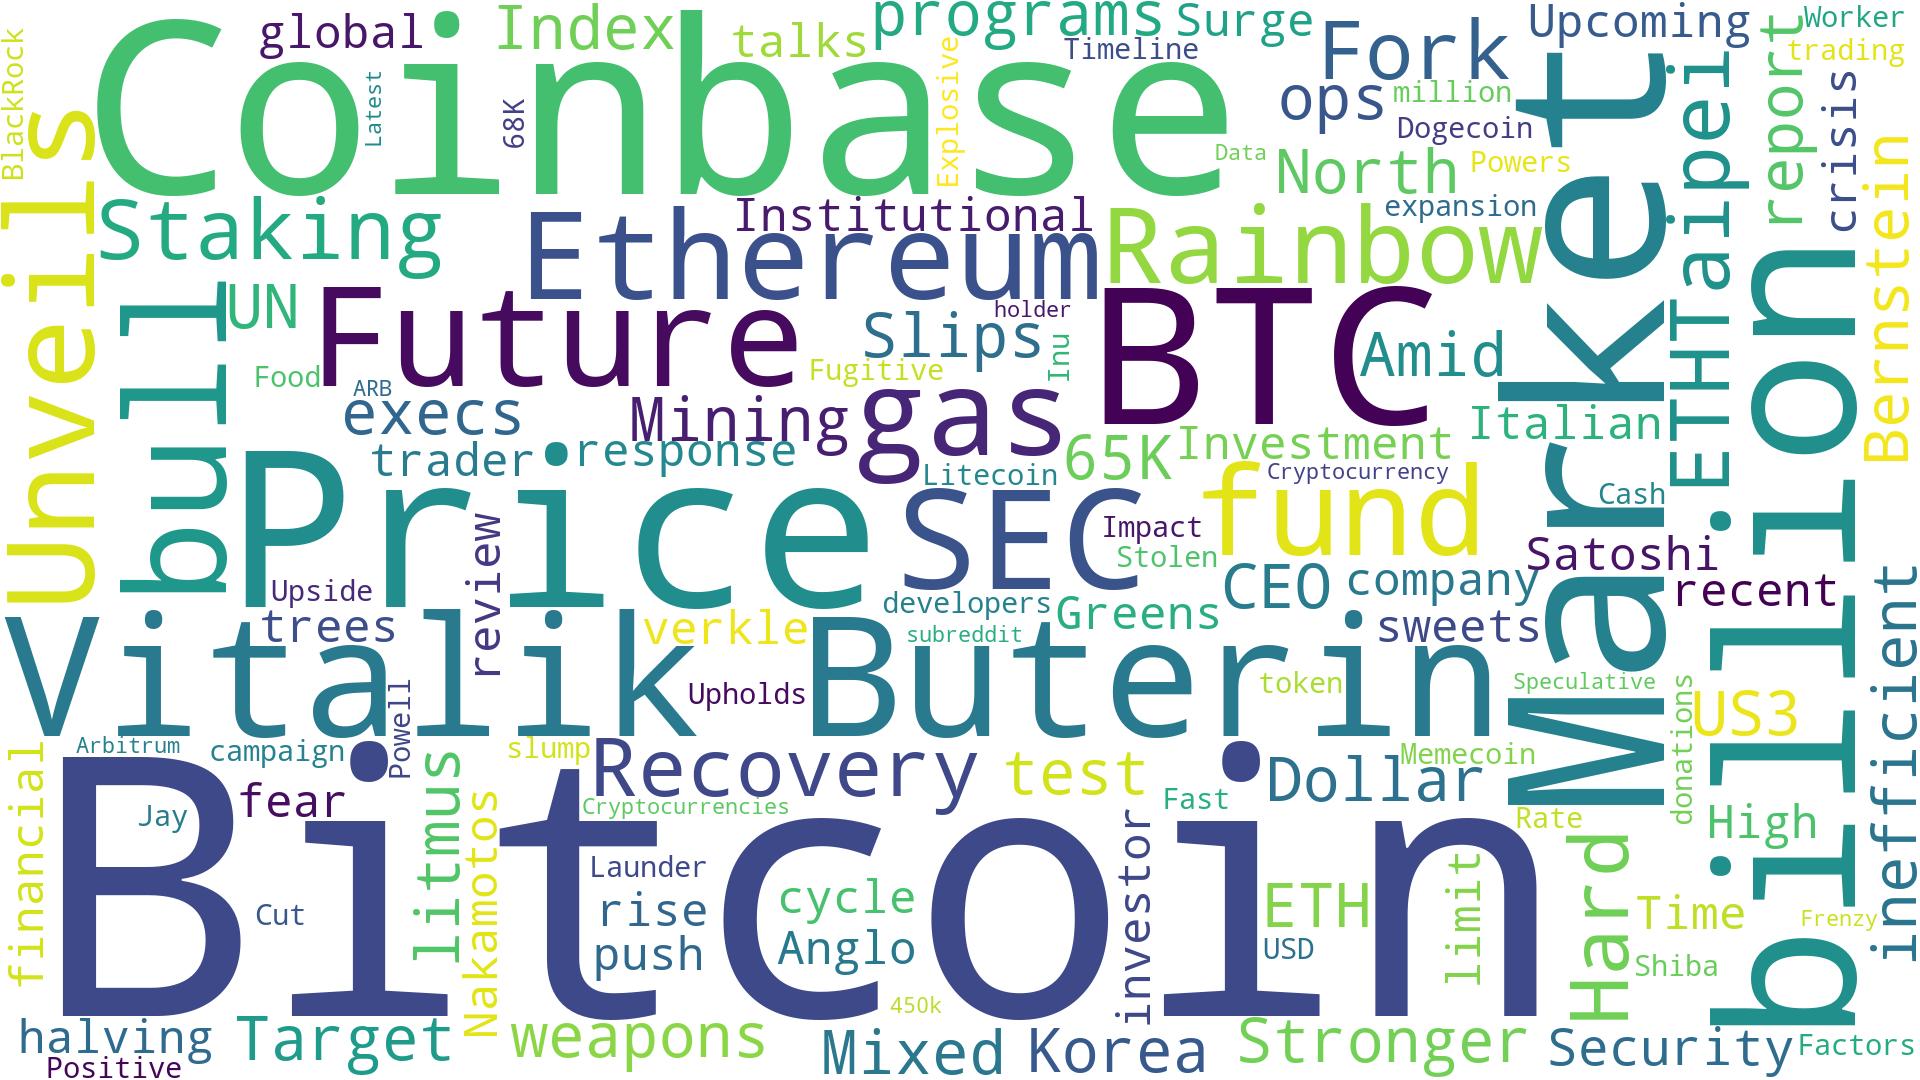 Coinbase
global
Index
talks
programs
Surge
Timeline
Fork
Upcoming
Worker
trading
report
BlackRock
Latest
68K
Explosive
ops
million
Dogecoin
Data
North
Powers
crisis
Unveils
Staking
Institutional
Ethereum
Rainbow
expansion
Market
ETHTaipei
billion
Bernstein
bull
UN
Future
holder
Slips
Inu
BTC
Amid
Food
ARB
Fugitive
execs
Mining
gas
Italian
trader
response
Litecoin
65K
Investment
Cryptocurrency
Cash
Price
review
SEC
Impact
Stolen
fund
Satoshi
Upside
developers
Greens
CEO
company
recent
trees
verkle
subreddit
sweets
Vitalik Buterin
Powell
Upholds
token
Speculative
donations
US3
inefficient
financial
Arbitrum
campaign
litmus
slump
Recovery
test
Dollar
Memecoin
Jay
fear
Nakamotos
Cryptocurrencies
Fast
Rate
High
Bitcoin
Cut
Launder
rise
push
cycle
Anglo
450k
investor
ETH
USD
limit
Hard
Time
Shiba
Frenzy
halving
Positive
Target
weapons
Mixed
Korea
Stronger
Security
Factors